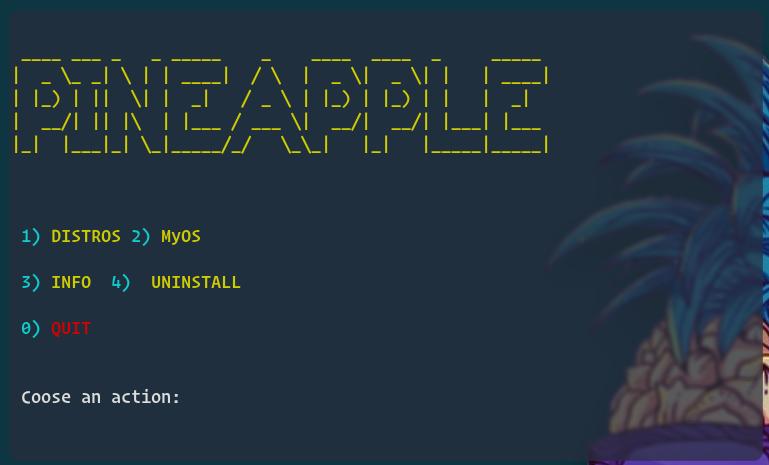 PINEAPPLE
1) DISTROS 2) MyOS
3) INFO  4)  UNINSTALL
0) QUIT
Coose an action: